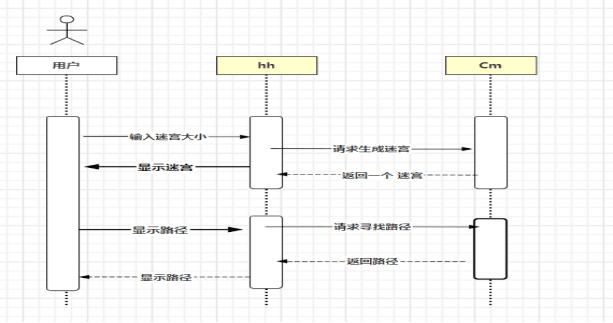 用户
hh
Cm
输入迷宫大小
请求生成迷宫
显示迷宫
返回一个 迷宫
显示路径
请求寻找路径
返回路径
显示路径